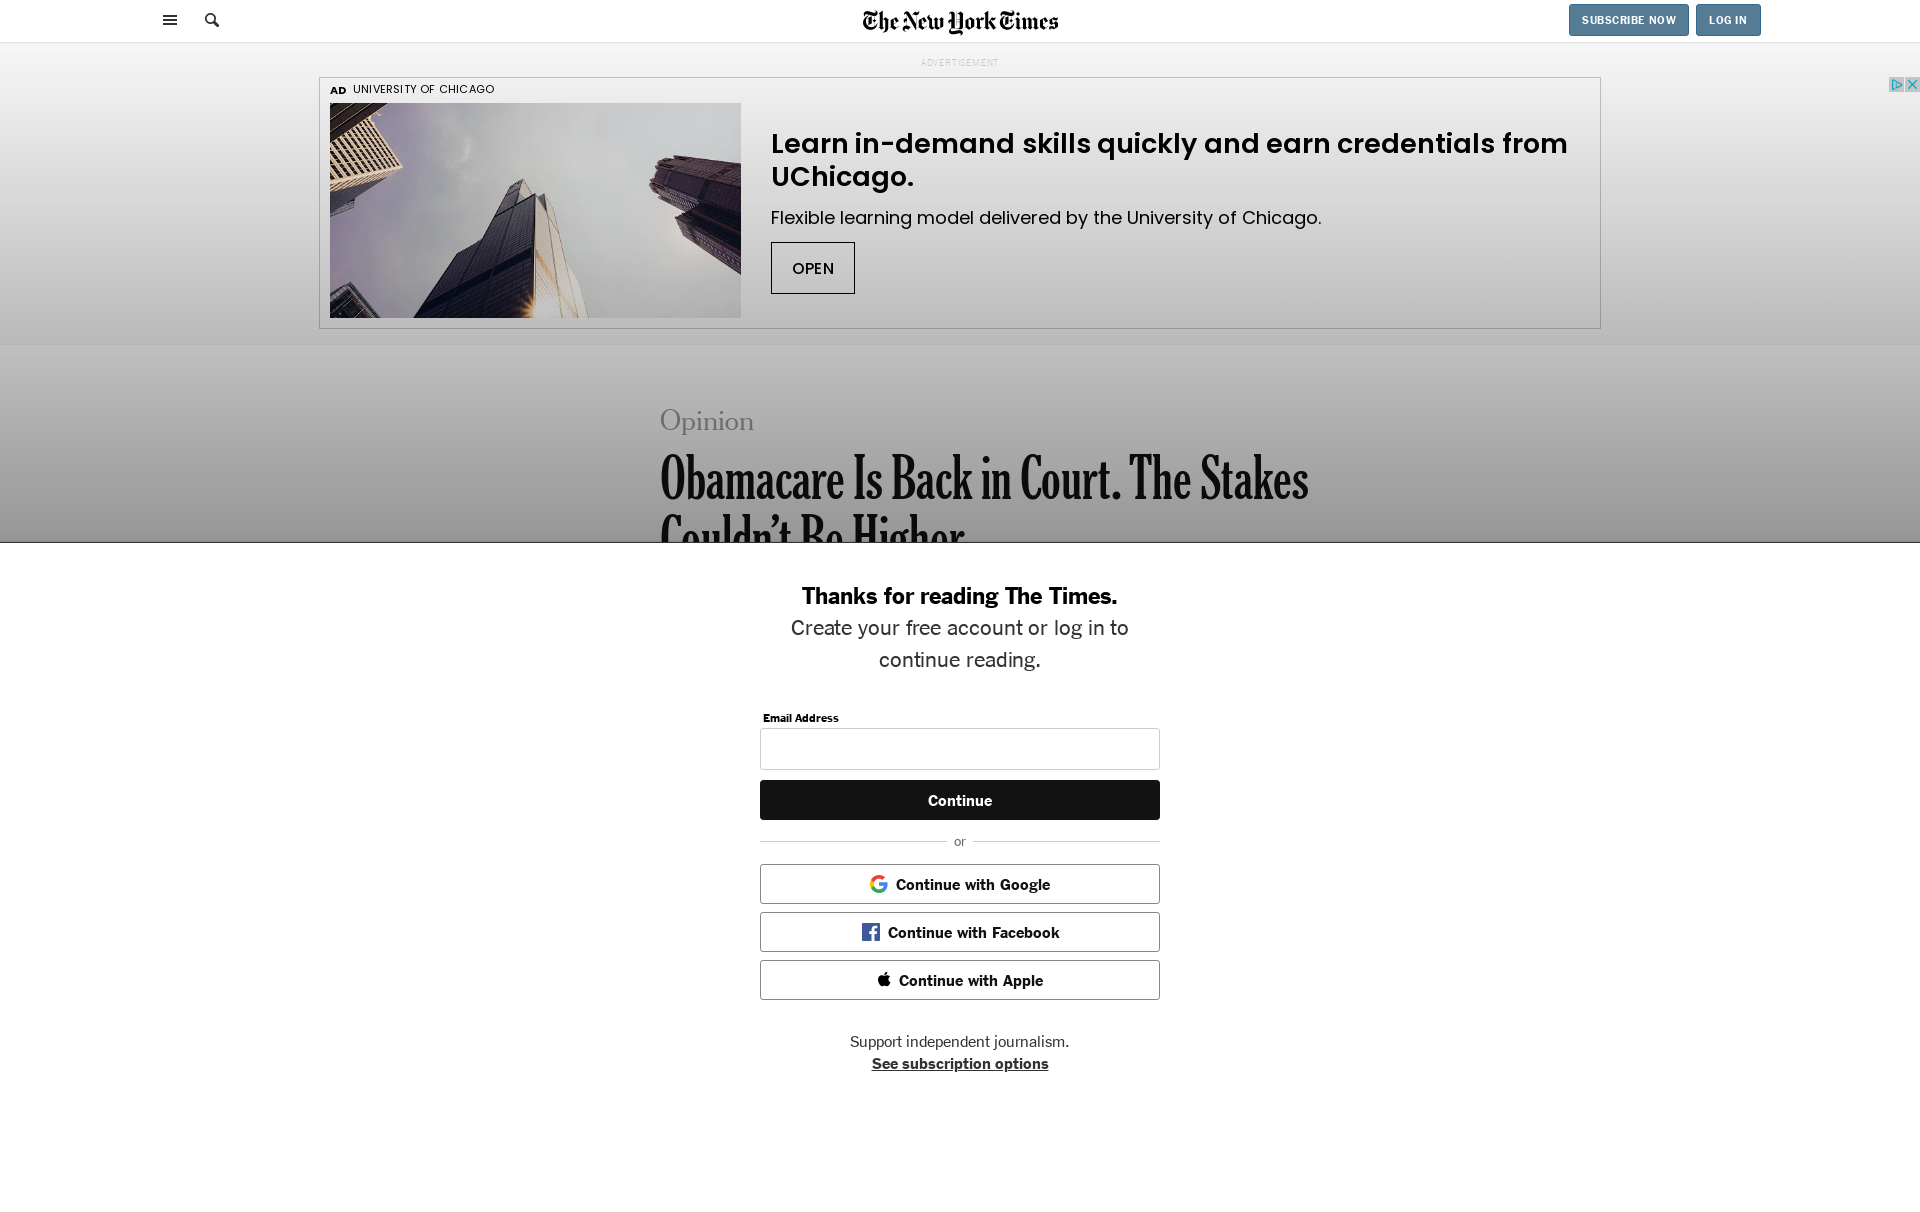 The New York Times
SUBSCRIBE NOW
LOG IN
ADVERTISEMENT
AD UNIVERSITY OF CHICAGO
Learn in-demand skills quickly and earn credentials from
UChicago.
Flexible learning model delivered by the University of Chicago.
OPEN
Opinion
Obamacare Is Back in Court. The Stakes
Couldn't Be Higher.
Thanks for reading The Times.
Create your free account or log in to
continue reading.
Email Address
Continue
or
Continue with Google
Continue with Facebook
Continue with Apple
Support independent journalism.
See subscription options